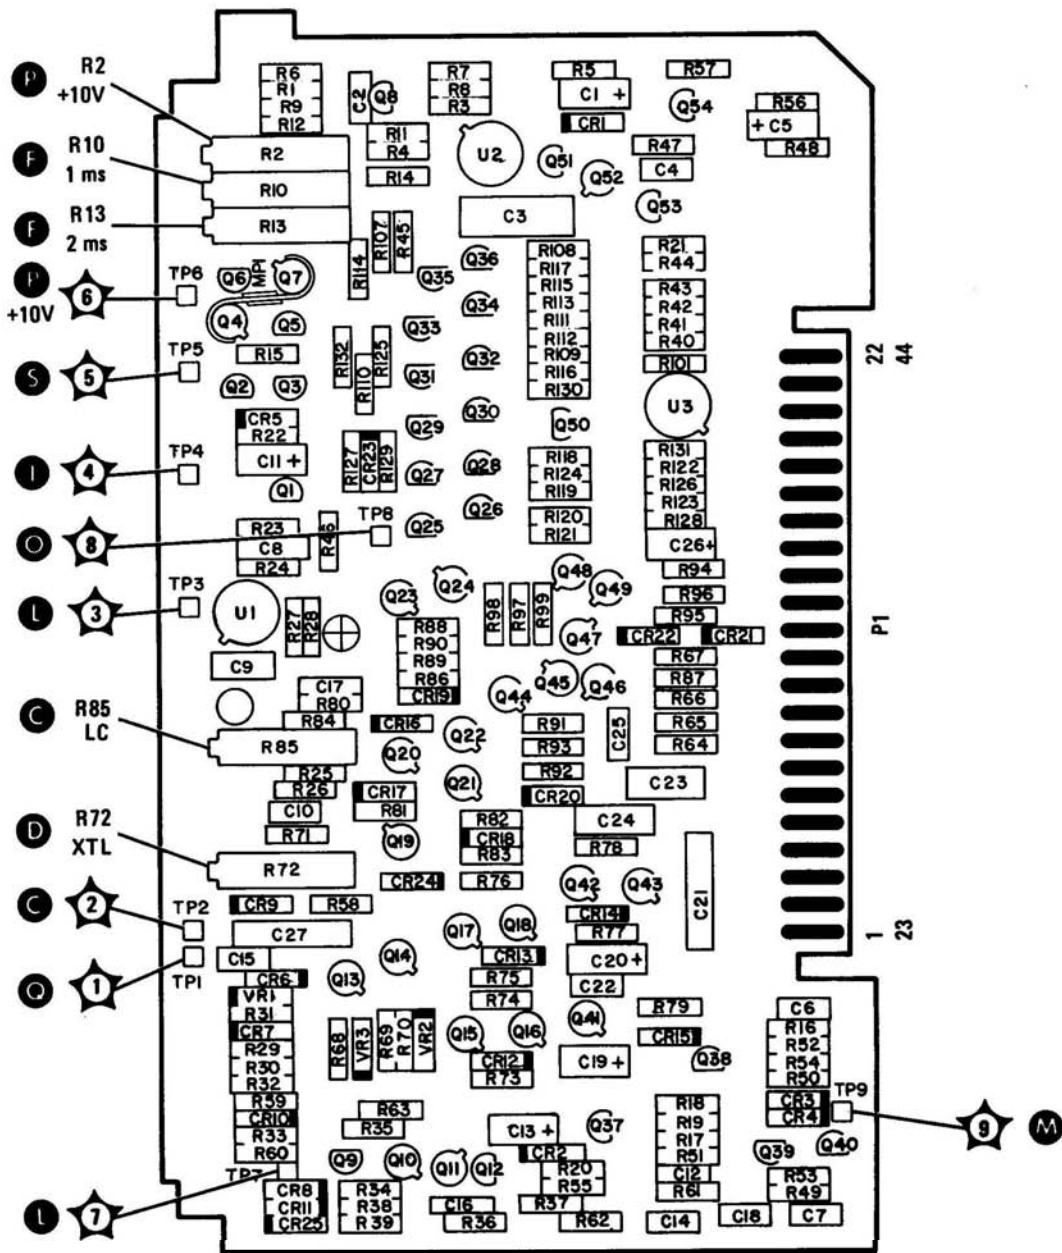 P R2
+10V
F R10
1 ms
F R13
2 ms
P
+10V 6
S 5
I 4
O 8
L 3
C R85
LC
D R72
XTL
C 2
Q 1
L 7
TP6
TP5
TP4
TP8
TP3
TP2
TP1
TP7
R6
R1
R9
R12
C2
Q8
R7
R8
R3
R5
C1 +
CR1
R57
Q54
R56
+ C5
R48
R2
R10
R13
R11
R4
R14
U2
Q51
Q52
R47
C4
Q53
C3
R107
R45
R114
Q6
MP1
Q7
Q4
Q5
R15
Q2
Q3
Q35
Q36
Q34
Q33
Q32
Q31
Q30
Q29
Q28
Q27
Q26
Q25
R132
R110
R125
R108
R117
R115
R113
R111
R112
R109
R116
R130
R21
R44
R43
R42
R41
R40
R101
U3
Q50
CR5
R22
C11 +
Q1
R127
CR23
R129
R118
R124
R119
R120
R121
R131
R122
R126
R123
R128
C26+
R94
R96
R95
CR22
CR21
R67
R87
R66
R65
R64
R23
C8
R24
R46
U1
R27
R28
C9
Q23
Q24
R88
R90
R89
R86
CR19
R98
R97
R99
Q48
Q49
Q47
Q45
Q46
Q44
C17
R80
R84
CR16
R85
Q20
Q22
Q21
R25
R26
C10
R71
CR17
R81
Q19
R91
R93
R92
CR20
C25
C23
C24
R78
R82
CR18
R83
R72
CR24
R76
Q42
Q43
C21
CR9
R58
C27
C15
CR6
Q13
Q14
Q17
Q18
CR14
R77
CR13
C20+
R75
C22
R74
VR1
R31
CR7
R29
R30
R32
R59
CR10
R33
R60
R68
VR3
R69
R70
VR2
Q15
Q16
Q41
CR12
R73
C19+
R79
CR15
Q38
C6
R16
R52
R54
R50
CR3
CR4
TP9
9 M
R63
R35
C13 +
Q37
R18
R19
R17
R51
C12
R61
Q39
Q40
R53
R49
Q9
Q10
Q11
Q12
CR2
R20
R55
CR8
CR11
CR25
R34
R38
R39
C16
R36
R37
R62
C14
C18
C7
22
44
P1
1
23